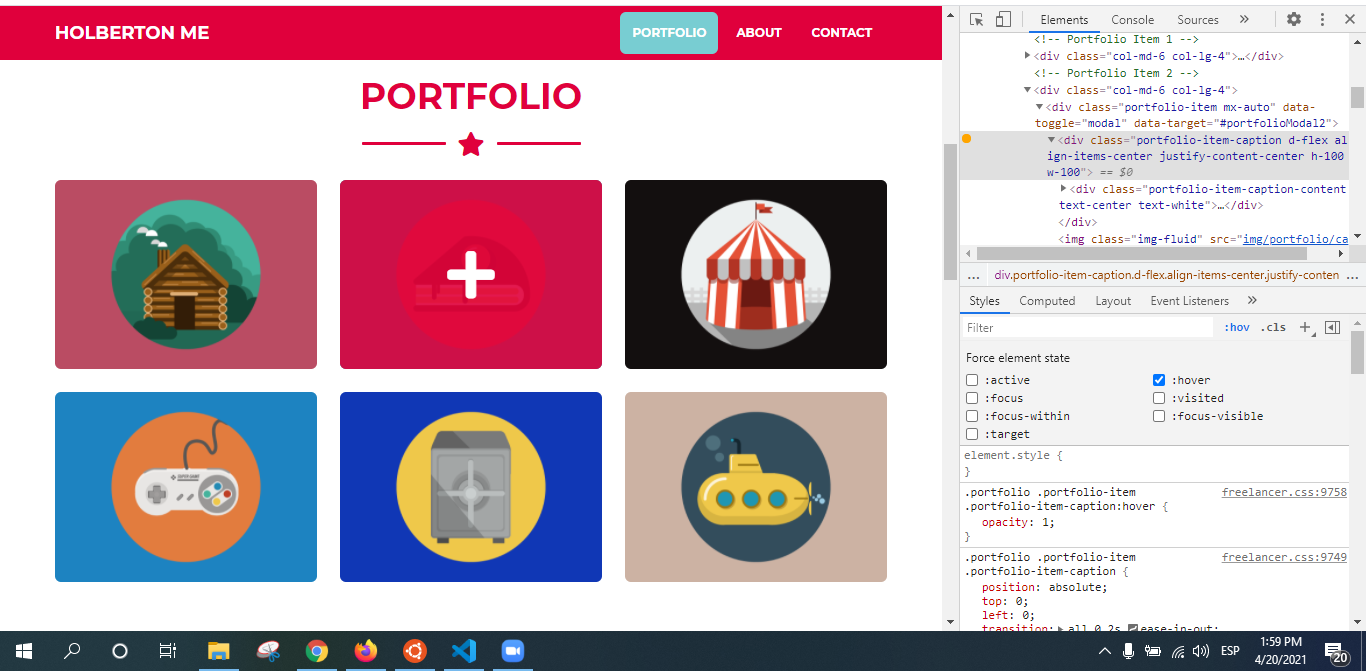 HOLBERTON ME
PORTFOLIO
ABOUT
CONTACT
PORTFOLIO
SUPER GAME
Elements
Console
Sources
<!-- Portfolio Item 1 -->
<div class="col-md-6 col-lg-4">…</div>
<!-- Portfolio Item 2 -->
<div class="col-md-6 col-lg-4">
<div class="portfolio-item mx-auto" data-
toggle="modal" data-target="#portfolioModal2">
<div class="portfolio-item-caption d-flex al
ign-items-center justify-content-center h-100
w-100"> == $0
<div class="portfolio-item-caption-content
text-center text-white">…</div>
</div>
<img class="img-fluid" src="img/portfolio/ca
... div.portfolio-item-caption.d-flex.align-items-center.justify-conten ...
Styles
Computed
Layout
Event Listeners
Filter
:hov
.cls
Force element state
:active
:hover
:focus
:visited
:focus-within
:focus-visible
:target
element.style {
}
.portfolio .portfolio-item freelancer.css:9758
.portfolio-item-caption:hover {
opacity: 1;
}
.portfolio .portfolio-item freelancer.css:9749
.portfolio-item-caption {
position: absolute;
top: 0;
left: 0;
transition: all 0.2s ease-in-out;
ESP
1:59 PM
4/20/2021
20